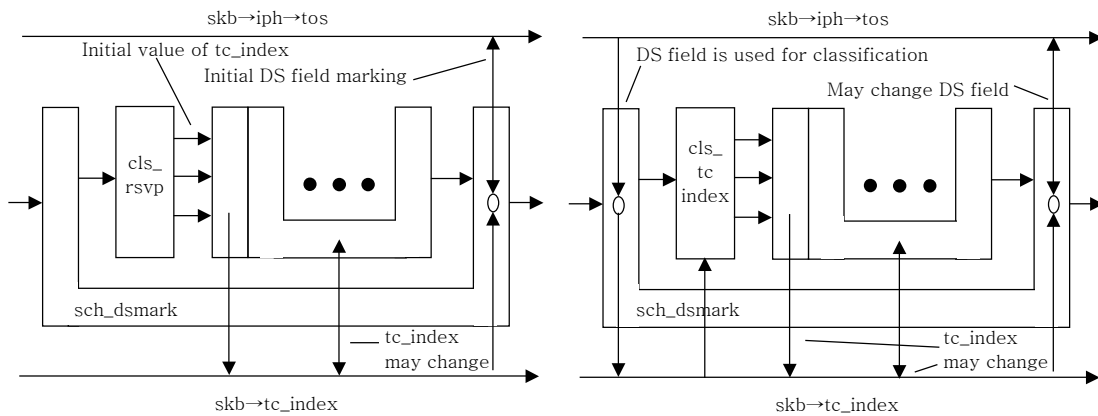 skb→iph→tos
Initial value of tc_index
Initial DS field marking
cls_
rsvp
sch_dsmark
tc_index
may change
skb→tc_index
skb→iph→tos
DS field is used for classification
May change DS field
cls_
tc
index
sch_dsmark
tc_index
may change
skb→tc_index